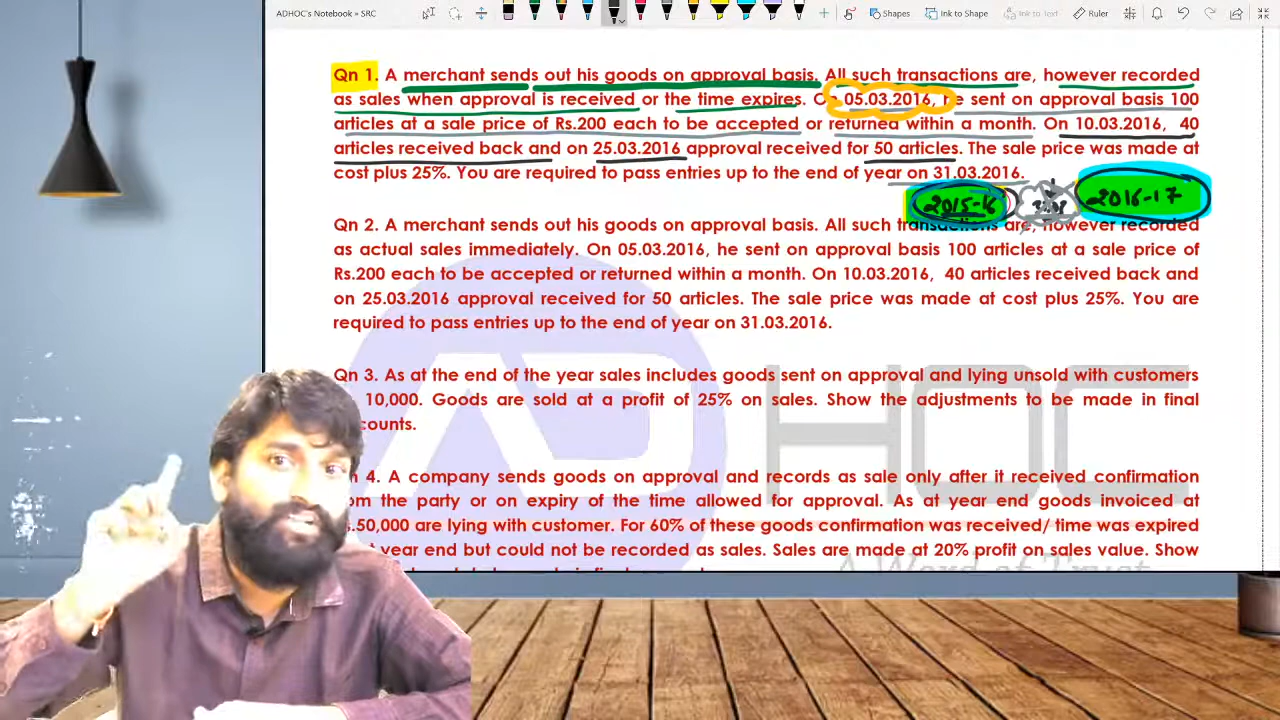 ADHOC's Notebook » SRC
Shapes
Ink to Shape
Ink to Text
Ruler
Qn 1. A merchant sends out his goods on approval basis. All such transactions are, however recorded
as sales when approval is received or the time expires. On 05.03.2016, he sent on approval basis 100
articles at a sale price of Rs.200 each to be accepted or returned within a month. On 10.03.2016, 40
articles received back and on 25.03.2016 approval received for 50 articles. The sale price was made at
cost plus 25%. You are required to pass entries up to the end of year on 31.03.2016.
2015-16
2016-17
Qn 2. A merchant sends out his goods on approval basis. All such transactions are, however recorded
as actual sales immediately. On 05.03.2016, he sent on approval basis 100 articles at a sale price of
Rs.200 each to be accepted or returned within a month. On 10.03.2016, 40 articles received back and
on 25.03.2016 approval received for 50 articles. The sale price was made at cost plus 25%. You are
required to pass entries up to the end of year on 31.03.2016.
AD HOC
Qn 3. As at the end of the year sales includes goods sent on approval and lying unsold with customers
10,000. Goods are sold at a profit of 25% on sales. Show the adjustments to be made in final
counts.
n 4. A company sends goods on approval and records as sale only after it received confirmation
om the party or on expiry of the time allowed for approval. As at year end goods invoiced at
s.50,000 are lying with customer. For 60% of these goods confirmation was received/ time was expired
year end but could not be recorded as sales. Sales are made at 20% profit on sales value. Show
A Word of Trust